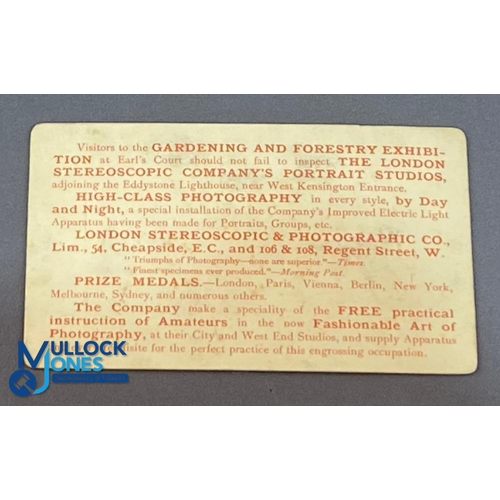 Visitors to the GARDENING AND FORESTRY EXHIBI-
TION at Earl's Court should not fail to inspect THE LONDON
STEREOSCOPIC COMPANY'S PORTRAIT STUDIOS,
adjoining the Eddystone Lighthouse, near West Kensington Entrance.
HIGH-CLASS PHOTOGRAPHY in every style, by Day
and Night, a special installation of the Company's Improved Electric Light
Apparatus having been made for Portraits, Groups, etc.
LONDON STEREOSCOPIC & PHOTOGRAPHIC CO.,
Lim., 54, Cheapside, E.C., and 106 & 108, Regent Street, W.
"Triumphs of Photography—none are superior."—Times.
"Finest specimens ever produced."—Morning Post.
PRIZE MEDALS.—London, Paris, Vienna, Berlin, New York,
Melbourne, Sydney, and numerous others.
The Company make a speciality of the FREE practical
instruction of Amateurs in the now Fashionable Art of
Photography, at their City and West End Studios, and supply Apparatus
for the perfect practice of this engrossing occupation.
MULLOCK
JONES